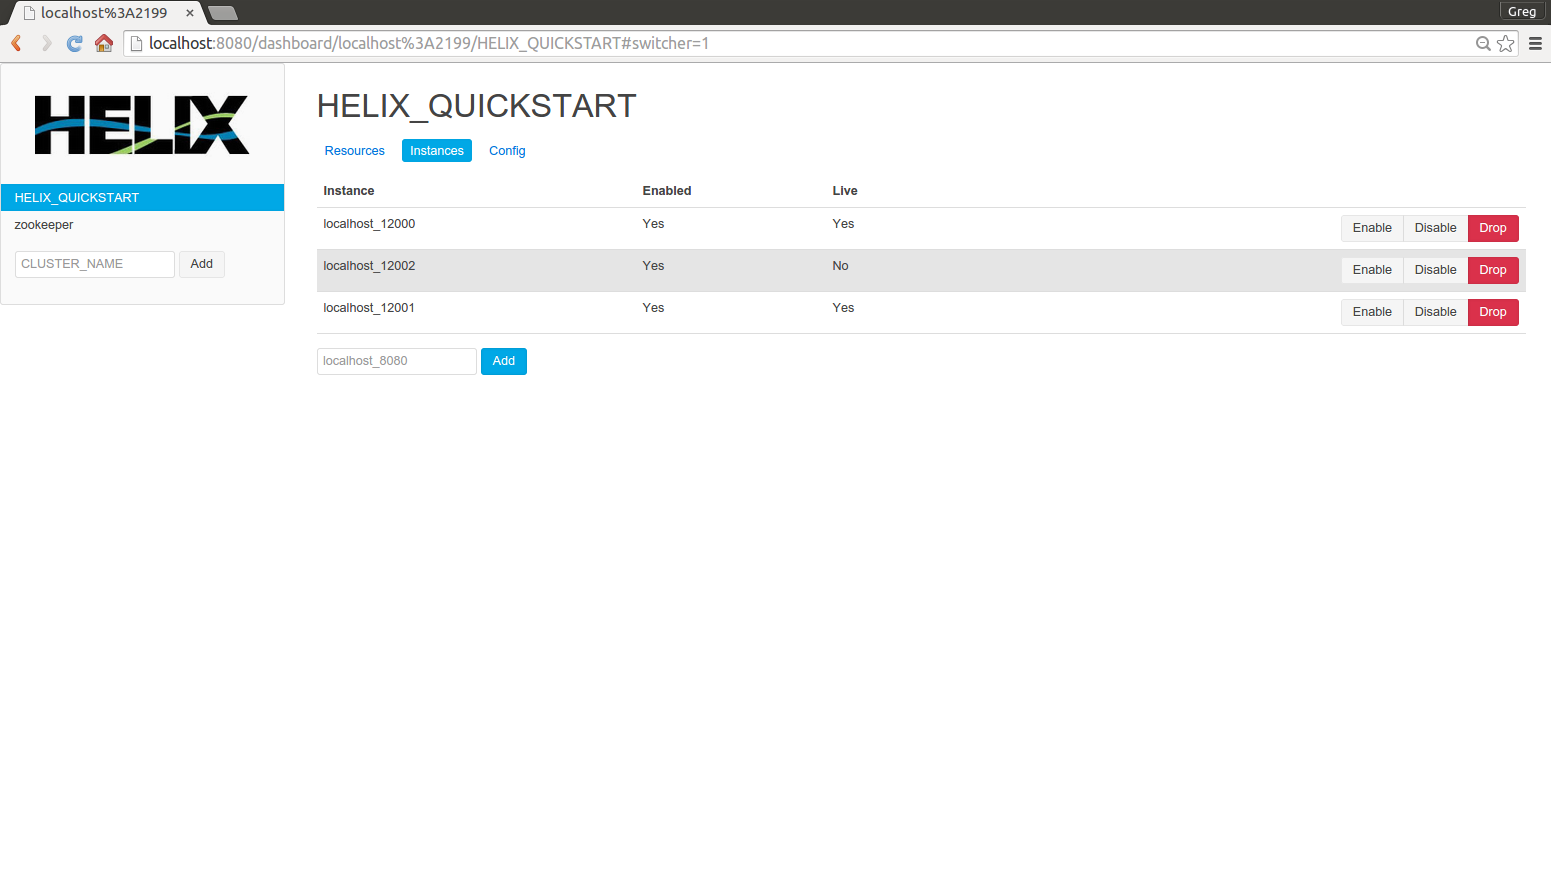 localhost%3A2199 ×
Greg
localhost:8080/dashboard/localhost%3A2199/HELIX_QUICKSTART#switcher=1
HELIX
HELIX_QUICKSTART
zookeeper
CLUSTER_NAME Add
HELIX_QUICKSTART
Resources Instances Config
Instance Enabled Live
localhost_12000 Yes Yes Enable Disable Drop
localhost_12002 Yes No Enable Disable Drop
localhost_12001 Yes Yes Enable Disable Drop
localhost_8080 Add